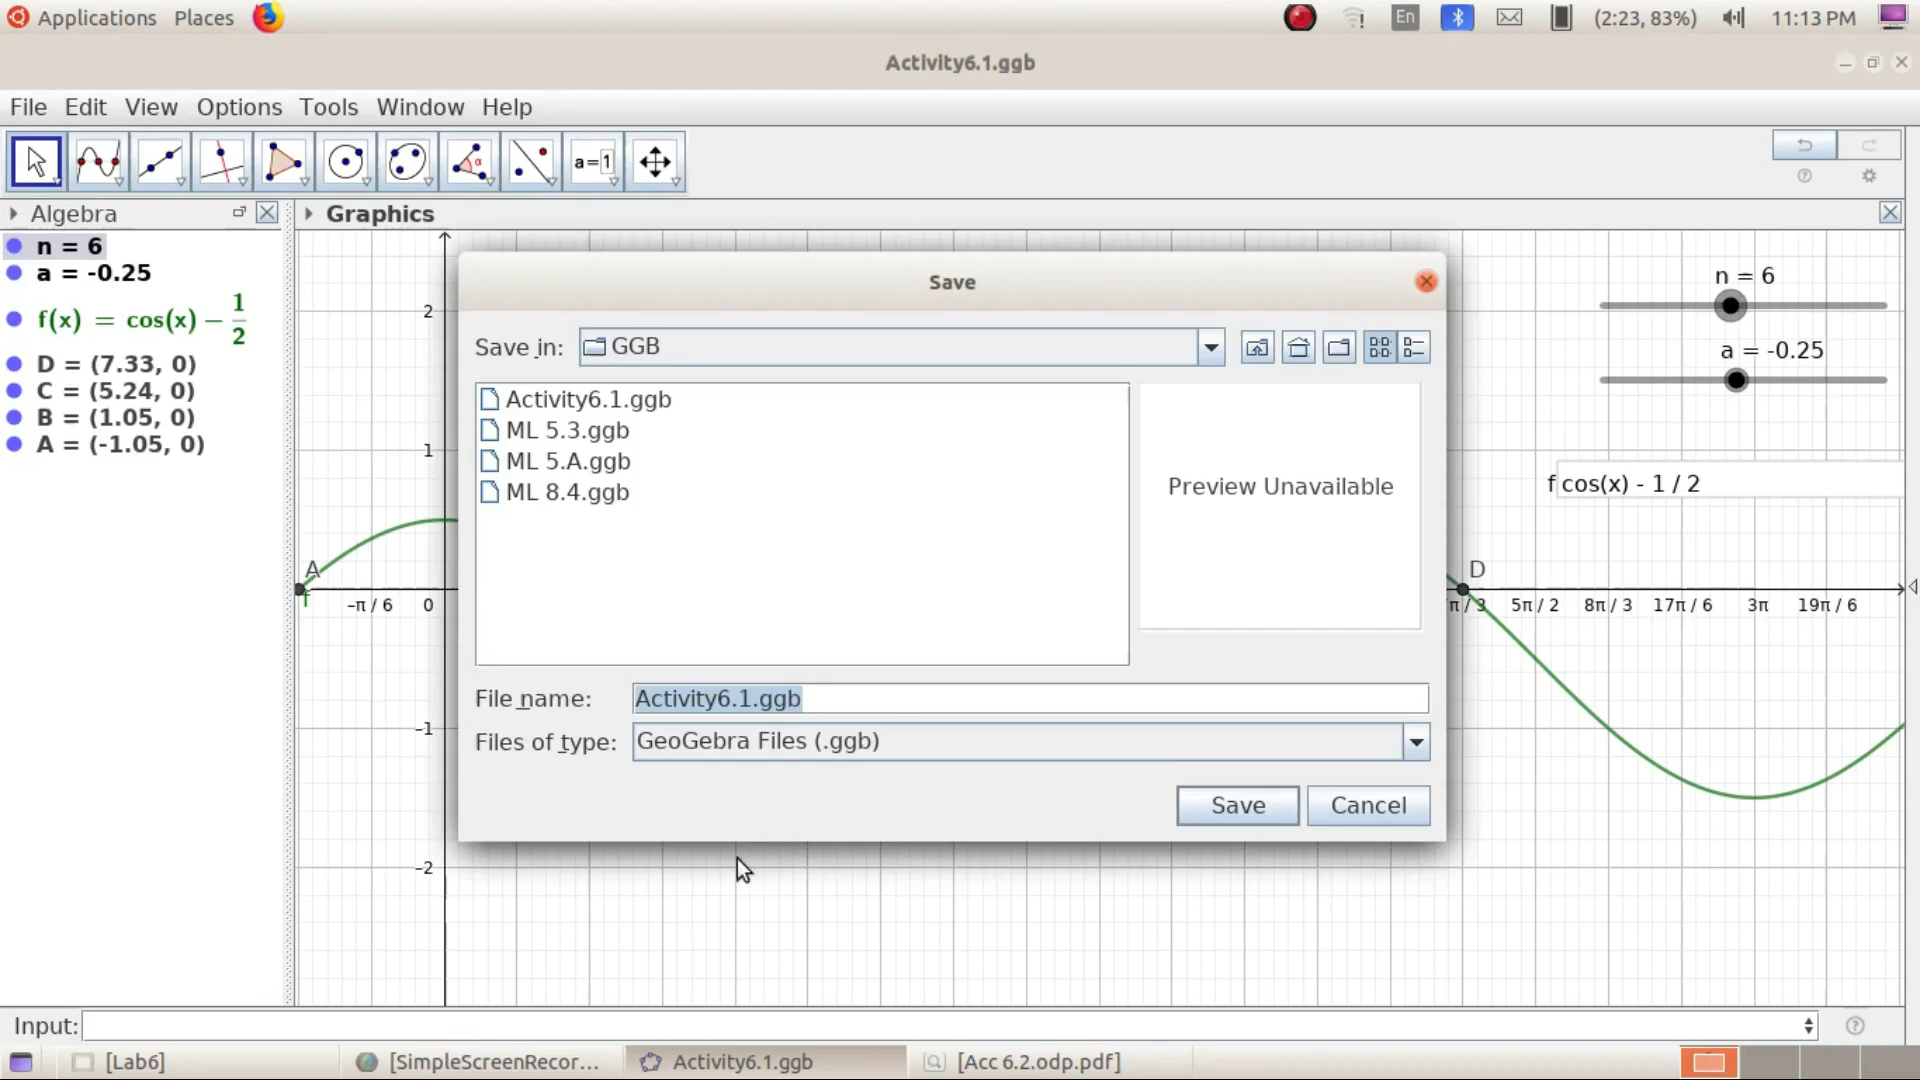 Applications Places
En (2:23, 83%) 11:13 PM
Activity6.1.ggb
File Edit View Options Tools Window Help
α a=1
Algebra
Graphics
n = 6
a = -0.25
f(x) = cos(x) − 1/2
D = (7.33, 0)
C = (5.24, 0)
B = (1.05, 0)
A = (-1.05, 0)
Save
Save in: GGB
Activity6.1.ggb
ML 5.3.ggb
ML 5.A.ggb
ML 8.4.ggb
Preview Unavailable
File name: Activity6.1.ggb
Files of type: GeoGebra Files (.ggb)
Save Cancel
n = 6
a = -0.25
f cos(x) - 1 / 2
2
1
A
D
f
–π / 6 0 π / 3 5π / 2 8π / 3 17π / 6 3π 19π / 6
–1
–2
Input:
[Lab6] [SimpleScreenRecor... Activity6.1.ggb [Acc 6.2.odp.pdf]